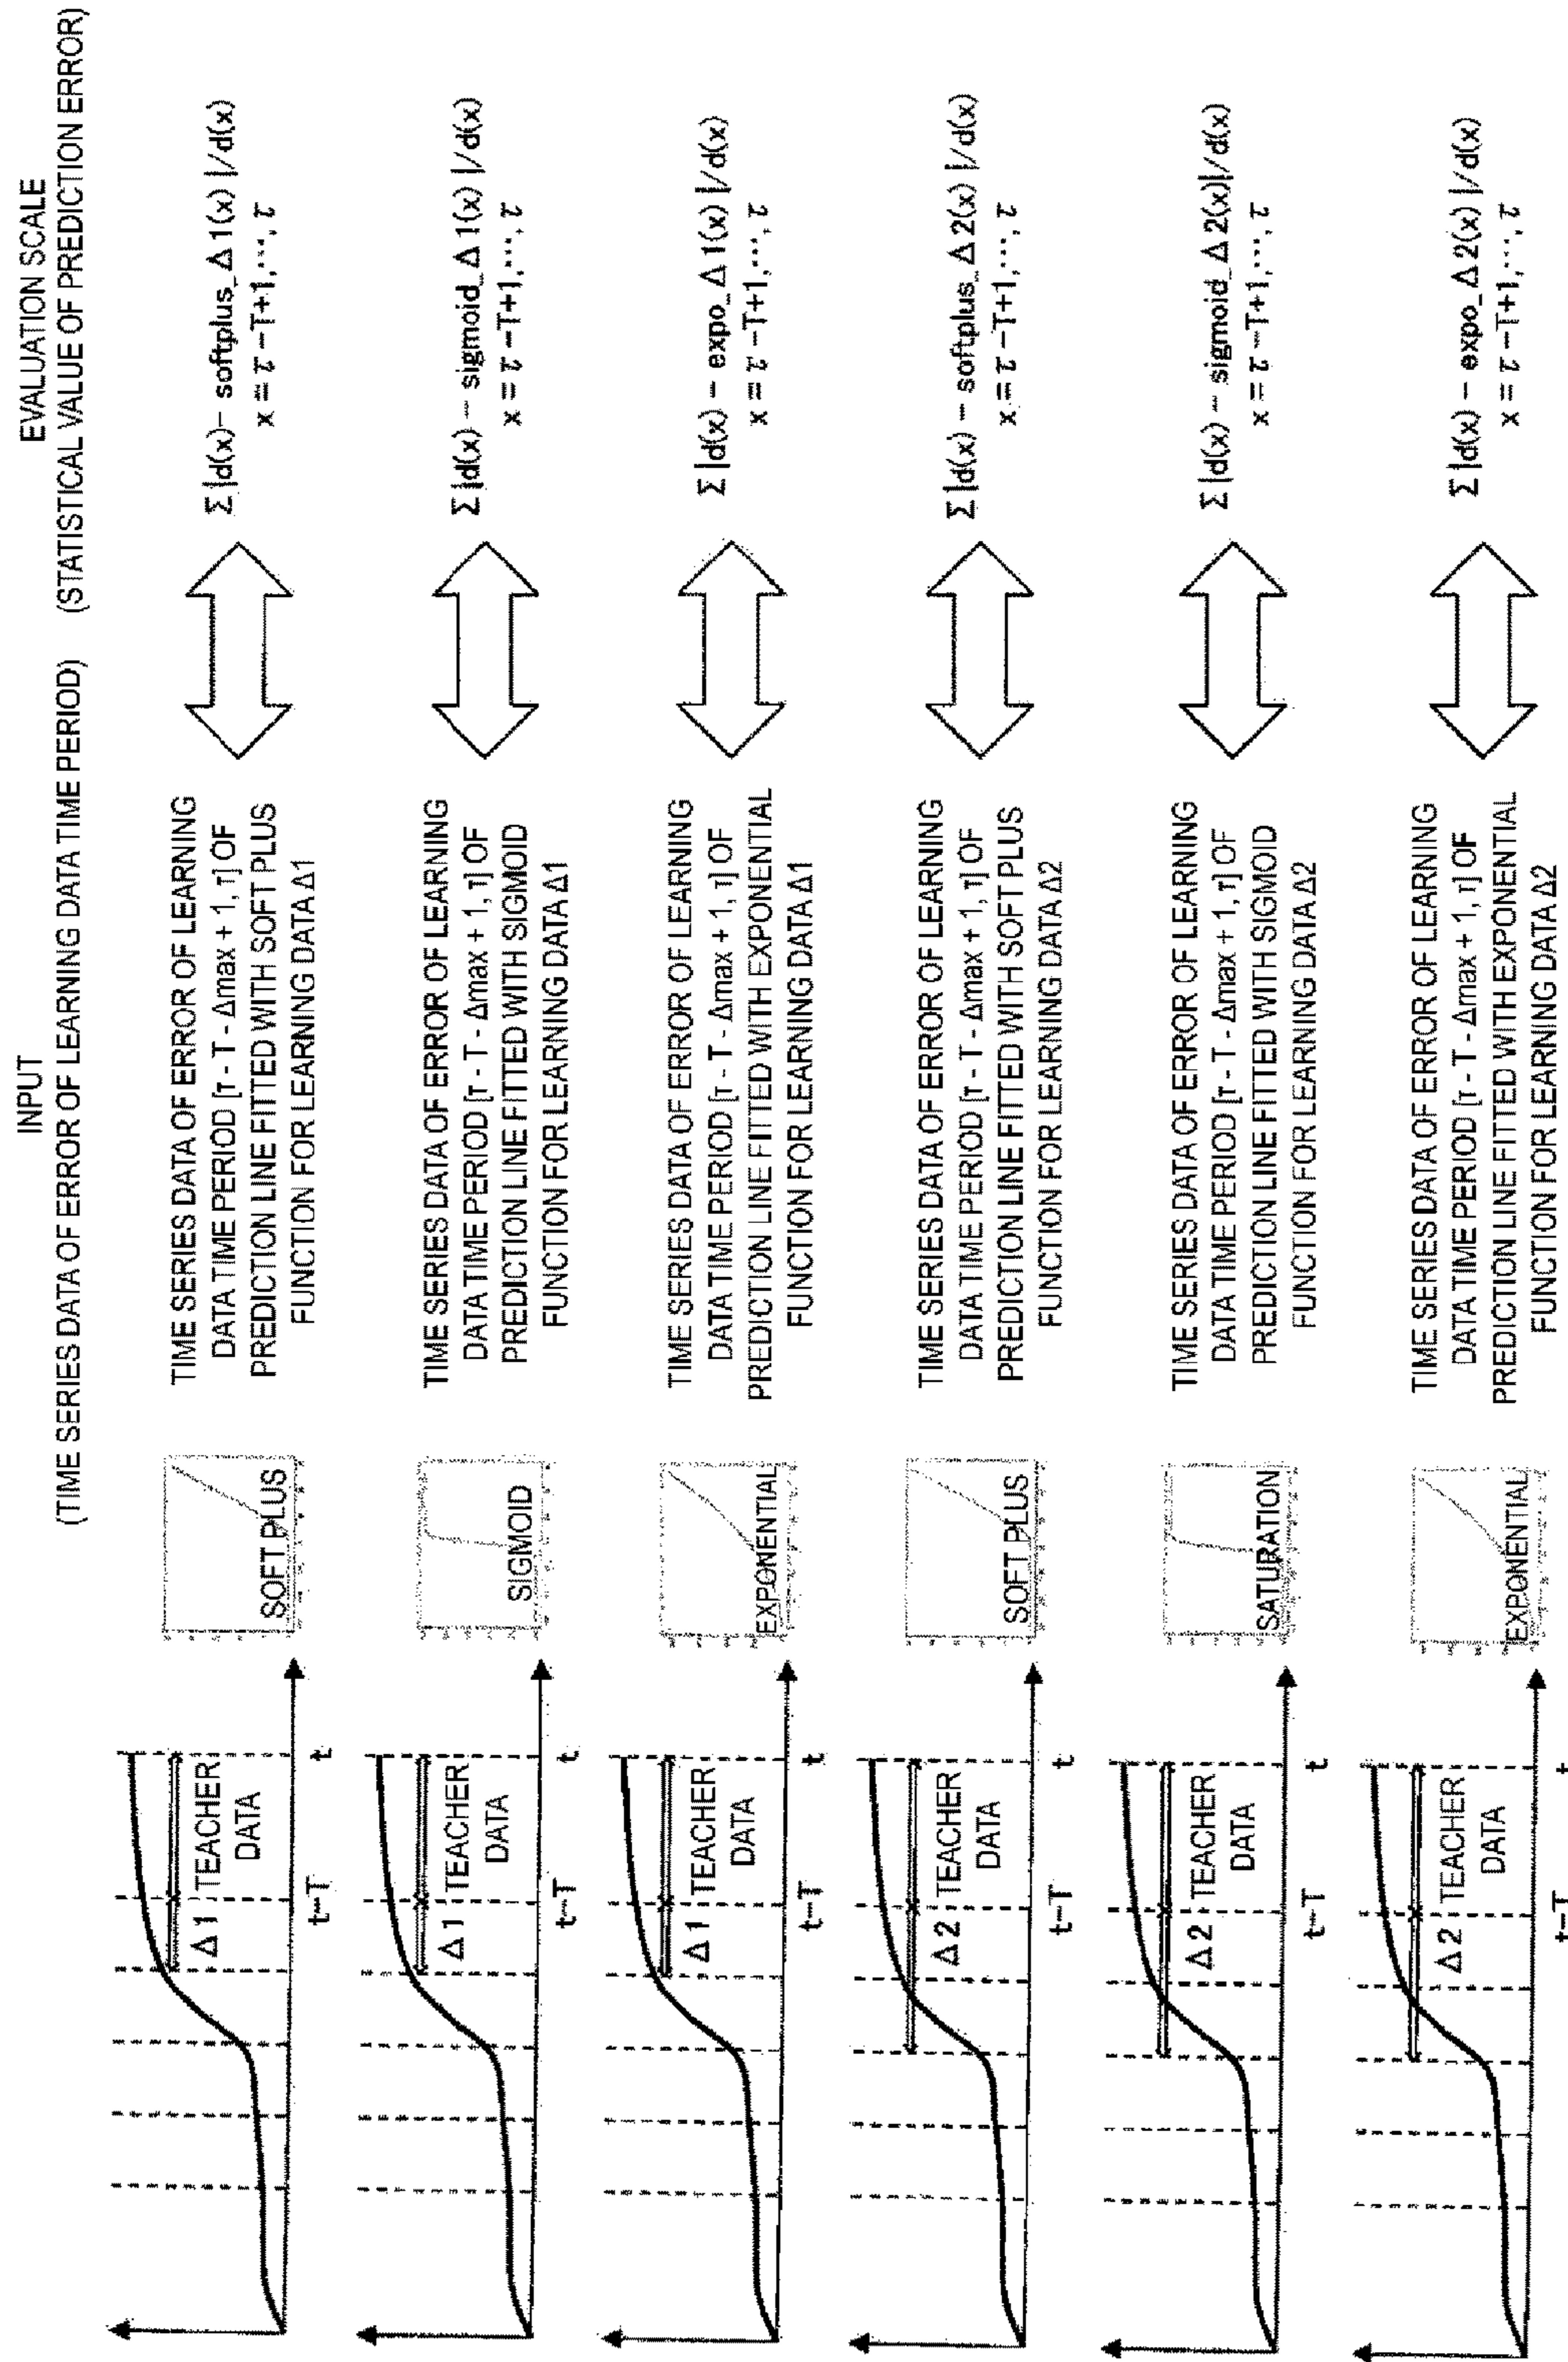 INPUT
(TIME SERIES DATA OF ERROR OF LEARNING DATA TIME PERIOD)
EVALUATION SCALE
(STATISTICAL VALUE OF PREDICTION ERROR)
Δ1 TEACHER
DATA
t-T
t
SOFT PLUS
TIME SERIES DATA OF ERROR OF LEARNING
DATA TIME PERIOD [τ - T - Δmax + 1, τ] OF
PREDICTION LINE FITTED WITH SOFT PLUS
FUNCTION FOR LEARNING DATA Δ1
Σ|d(x) - softplus_Δ1(x)|/d(x)
x = τ -T+1,⋯, τ
Δ1 TEACHER
DATA
t-T
t
SIGMOID
TIME SERIES DATA OF ERROR OF LEARNING
DATA TIME PERIOD [τ - T - Δmax + 1, τ] OF
PREDICTION LINE FITTED WITH SIGMOID
FUNCTION FOR LEARNING DATA Δ1
Σ|d(x) - sigmoid_Δ1(x)|/d(x)
x = τ -T+1,⋯, τ
Δ1 TEACHER
DATA
t-T
t
EXPONENTIAL
TIME SERIES DATA OF ERROR OF LEARNING
DATA TIME PERIOD [τ - T - Δmax + 1, τ] OF
PREDICTION LINE FITTED WITH EXPONENTIAL
FUNCTION FOR LEARNING DATA Δ1
Σ|d(x) - expo_Δ1(x)|/d(x)
x = τ -T+1,⋯, τ
Δ2 TEACHER
DATA
t-T
t
SOFT PLUS
TIME SERIES DATA OF ERROR OF LEARNING
DATA TIME PERIOD [τ - T - Δmax + 1, τ] OF
PREDICTION LINE FITTED WITH SOFT PLUS
FUNCTION FOR LEARNING DATA Δ2
Σ|d(x) - softplus_Δ2(x)|/d(x)
x = τ -T+1,⋯, τ
Δ2 TEACHER
DATA
t-T
t
SATURATION
TIME SERIES DATA OF ERROR OF LEARNING
DATA TIME PERIOD [τ - T - Δmax + 1, τ] OF
PREDICTION LINE FITTED WITH SIGMOID
FUNCTION FOR LEARNING DATA Δ2
Σ|d(x) - sigmoid_Δ2(x)|/d(x)
x = τ -T+1,⋯, τ
Δ2 TEACHER
DATA
t-T
t
EXPONENTIAL
TIME SERIES DATA OF ERROR OF LEARNING
DATA TIME PERIOD [τ - T - Δmax + 1, τ] OF
PREDICTION LINE FITTED WITH EXPONENTIAL
FUNCTION FOR LEARNING DATA Δ2
Σ|d(x) - expo_Δ2(x)|/d(x)
x = τ -T+1,⋯, τ